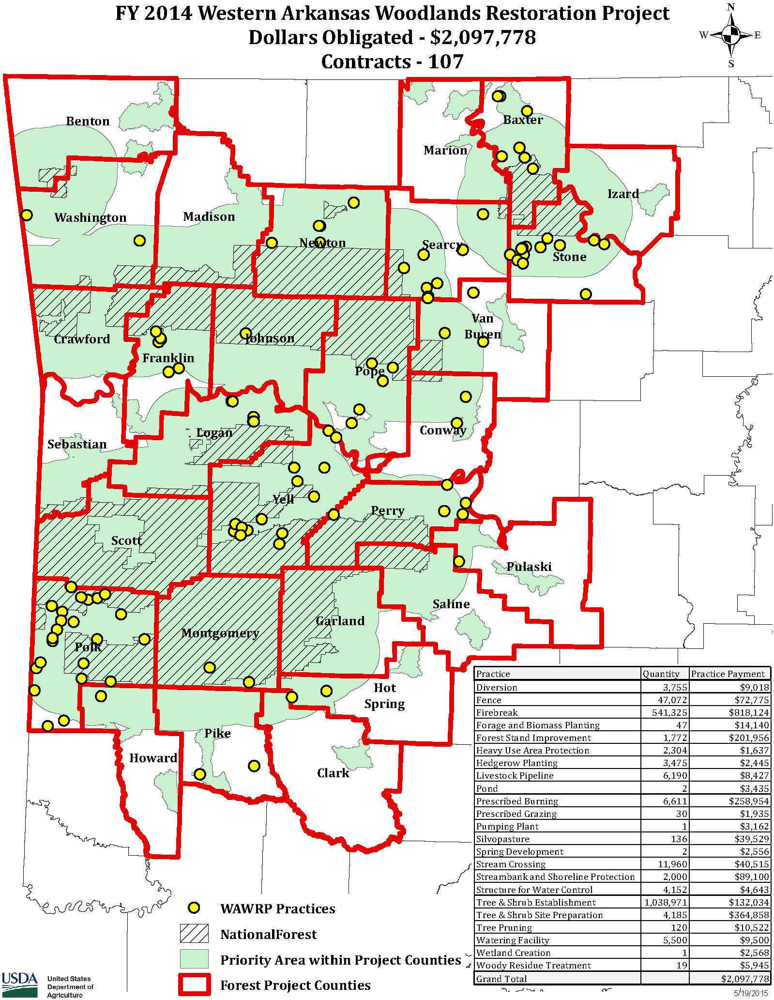 FY 2014 Western Arkansas Woodlands Restoration Project
Dollars Obligated - $2,097,778
Contracts - 107
N
W E
S
Benton
Baxter
Marion
Izard
Washington
Madison
Newton
Searcy
Stone
Van
Buren
Crawford
Johnson
Franklin
Pope
Conway
Logan
Sebastian
Yell
Perry
Scott
Pulaski
Saline
Garland
Montgomery
Polk
Hot
Spring
Pike
Howard
Clark
Practice Quantity Practice Payment
Diversion 3,755 $9,018
Fence 47,072 $72,775
Firebreak 541,325 $818,124
Forage and Biomass Planting 47 $14,140
Forest Stand Improvement 1,772 $201,956
Heavy Use Area Protection 2,304 $1,637
Hedgerow Planting 3,475 $2,445
Livestock Pipeline 6,190 $8,427
Pond 2 $3,435
Prescribed Burning 6,611 $258,954
Prescribed Grazing 30 $1,935
Pumping Plant 1 $3,162
Silvopasture 136 $39,529
Spring Development 2 $2,556
Stream Crossing 11,960 $40,515
Streambank and Shoreline Protection 2,000 $89,100
Structure for Water Control 4,152 $4,643
Tree & Shrub Establishment 1,038,971 $132,034
Tree & Shrub Site Preparation 4,185 $364,858
Tree Pruning 120 $10,522
Watering Facility 5,500 $9,500
Wetland Creation 1 $2,568
Woody Residue Treatment 19 $5,945
Grand Total $2,097,778
WAWRP Practices
NationalForest
Priority Area within Project Counties
Forest Project Counties
USDA
United States
Department of
Agriculture
5/19/2015